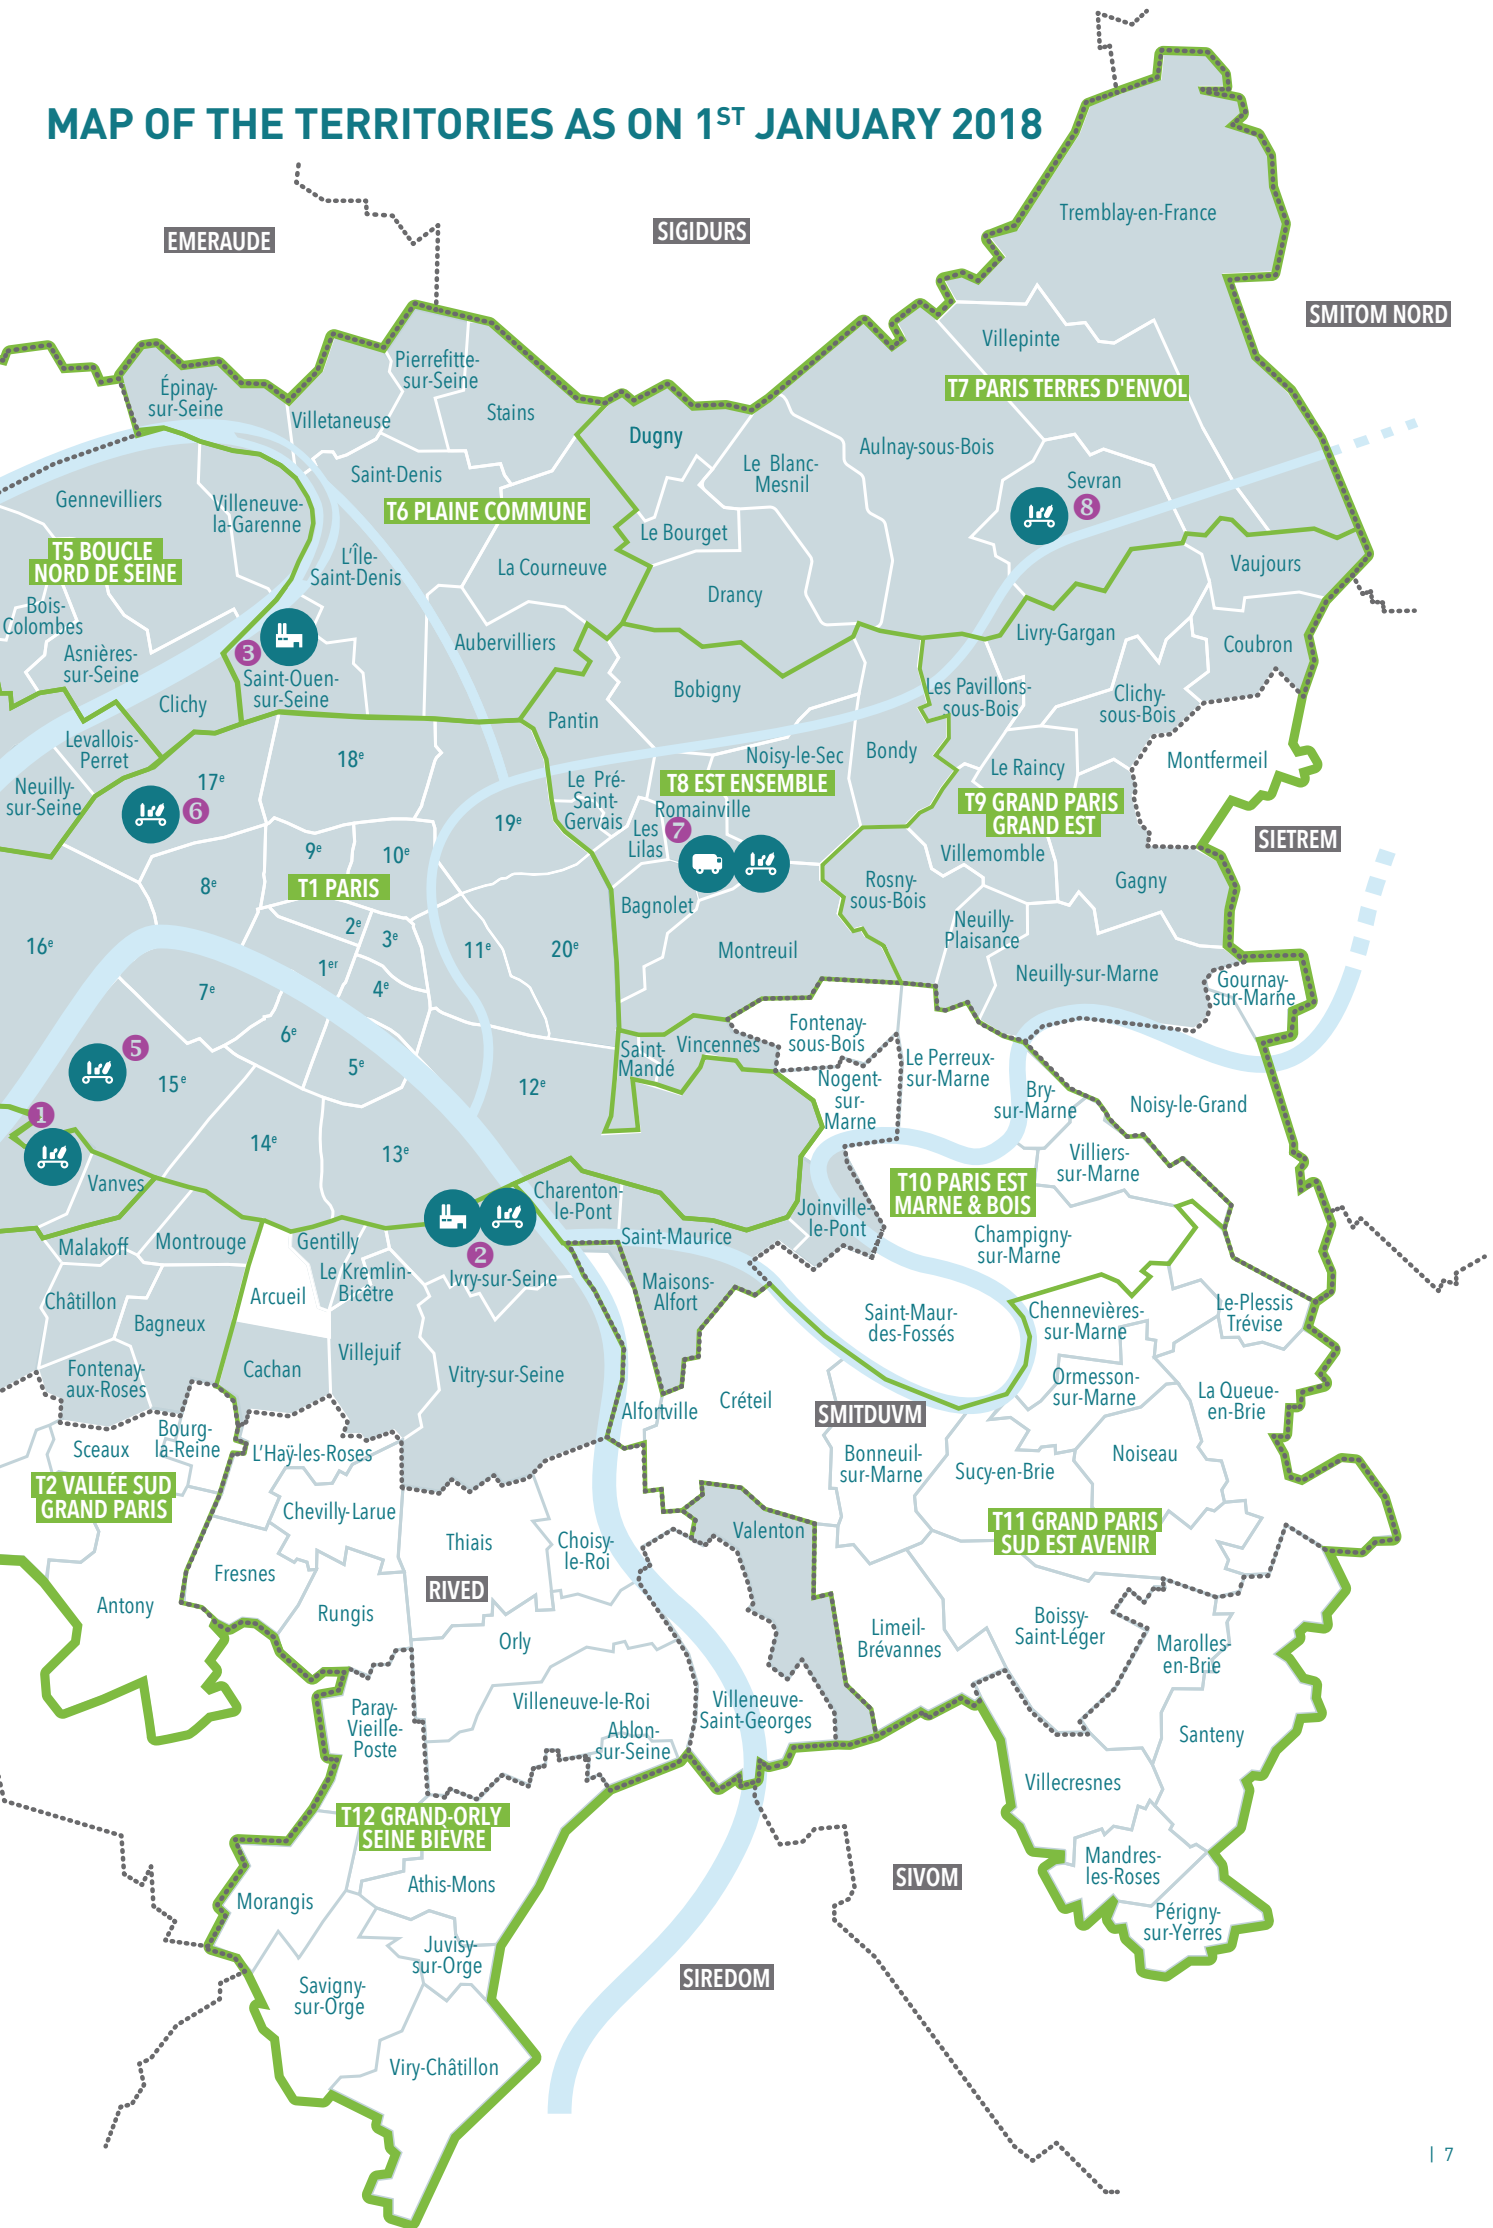 MAP OF THE TERRITORIES AS ON 1ST JANUARY 2018
EMERAUDE
SIGIDURS
SMITOM NORD
Tremblay-en-France
Villepinte
T7 PARIS TERRES D'ENVOL
Épinay-
sur-Seine
Pierrefitte-
sur-Seine
Villetaneuse
Stains
Dugny
Aulnay-sous-Bois
Le Blanc-
Mesnil
Sevran
8
Saint-Denis
T6 PLAINE COMMUNE
Gennevilliers
Villeneuve-
la-Garenne
Le Bourget
T5 BOUCLE
NORD DE SEINE
L'Île-
Saint-Denis
La Courneuve
Drancy
Vaujours
Bois-
Colombes
Asnières-
sur-Seine
3
Aubervilliers
Livry-Gargan
Coubron
Saint-Ouen-
sur-Seine
Clichy
Bobigny
Les Pavillons-
sous-Bois
Clichy-
sous-Bois
Pantin
Levallois-
Perret
Noisy-le-Sec
Bondy
Montfermeil
Le Raincy
Neuilly-
sur-Seine
17e
18e
6
Le Pré-
Saint-
Gervais
T8 EST ENSEMBLE
Romainville
T9 GRAND PARIS
GRAND EST
19e
Les
Lilas
7
SIETREM
9e
10e
Villemomble
8e
T1 PARIS
Rosny-
sous-Bois
Gagny
Bagnolet
Neuilly-
Plaisance
2e
3e
16e
11e
20e
Montreuil
1er
Neuilly-sur-Marne
7e
4e
Gournay-
sur-Marne
6e
Fontenay-
sous-Bois
5
Saint-
Mandé
Vincennes
5e
Le Perreux-
sur-Marne
15e
12e
Nogent-
sur-
Marne
Bry-
sur-Marne
Noisy-le-Grand
1
14e
13e
Villiers-
sur-Marne
Vanves
T10 PARIS EST
MARNE & BOIS
Charenton-
le-Pont
Joinville-
le-Pont
Malakoff
Montrouge
Gentilly
2
Saint-Maurice
Champigny-
sur-Marne
Le Kremlin-
Bicêtre
Ivry-sur-Seine
Arcueil
Maisons-
Alfort
Châtillon
Bagneux
Saint-Maur-
des-Fossés
Chennevières-
sur-Marne
Le-Plessis
Trévise
Villejuif
Fontenay-
aux-Roses
Cachan
Vitry-sur-Seine
Ormesson-
sur-Marne
La Queue-
en-Brie
Alfortville
Créteil
SMITDUVM
Sceaux
Bourg-
la-Reine
L'Haÿ-les-Roses
Bonneuil-
sur-Marne
Sucy-en-Brie
Noiseau
T2 VALLÉE SUD
GRAND PARIS
Chevilly-Larue
T11 GRAND PARIS
SUD EST AVENIR
Thiais
Choisy-
le-Roi
Valenton
Fresnes
RIVED
Antony
Rungis
Orly
Limeil-
Brévannes
Boissy-
Saint-Léger
Marolles-
en-Brie
Paray-
Vieille-
Poste
Villeneuve-le-Roi
Villeneuve-
Saint-Georges
Ablon-
sur-Seine
Santeny
Villecresnes
T12 GRAND-ORLY
SEINE BIÈVRE
Mandres-
les-Roses
SIVOM
Athis-Mons
Morangis
Périgny-
sur-Yerres
Juvisy-
sur-Orge
SIREDOM
Savigny-
sur-Orge
Viry-Châtillon
| 7